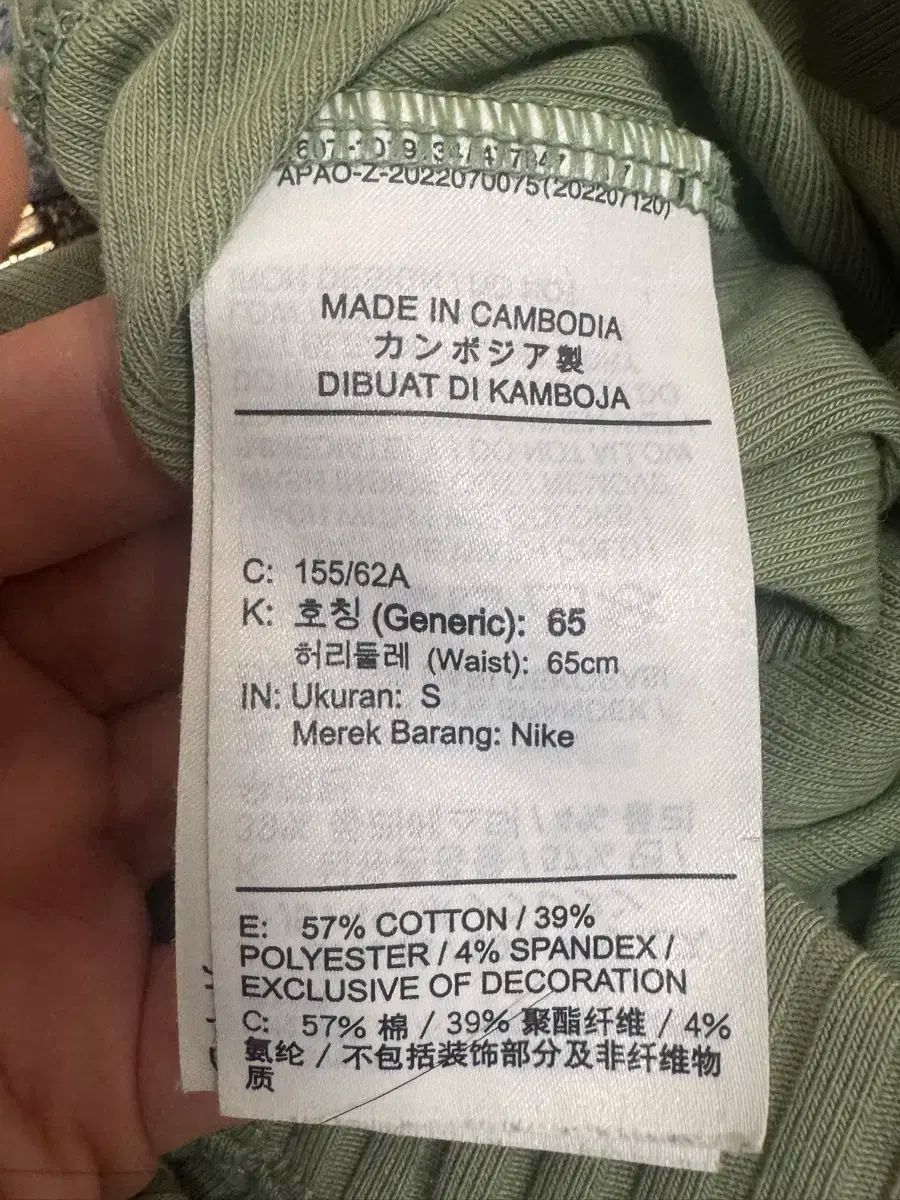 APAO-Z-2022070075(202207120)
MADE IN CAMBODIA
カンボジア製
DIBUAT DI KAMBOJA
C: 155/62A
K: 호칭 (Generic): 65
허리둘레 (Waist): 65cm
IN: Ukuran: S
Merek Barang: Nike
E: 57% COTTON / 39%
POLYESTER / 4% SPANDEX /
EXCLUSIVE OF DECORATION
C: 57% 棉 / 39% 聚酯纤维 / 4%
氨纶 / 不包括装饰部分及非纤维物
质